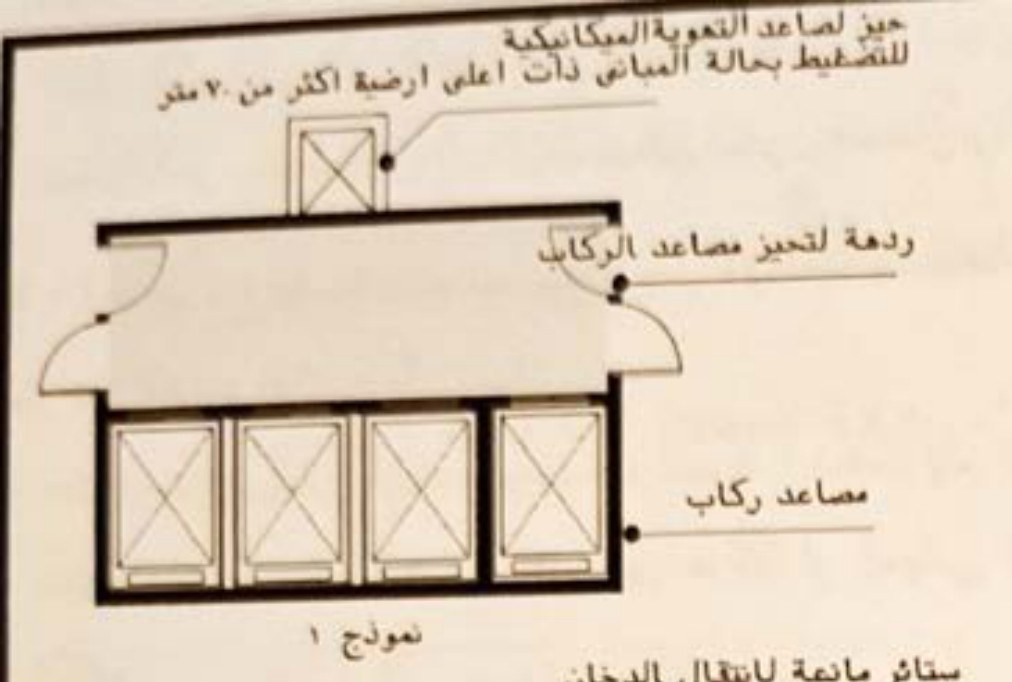 حيز لصاعد التهوية الميكانيكية
للتضغيط بحالة المباني ذات اعلى ارضية اكثر من ٧٠ متر
ردهة لتحيز مصاعد الركاب
مصاعد ركاب
نموذج ١
ستائر مانعة لانتقال الدخان